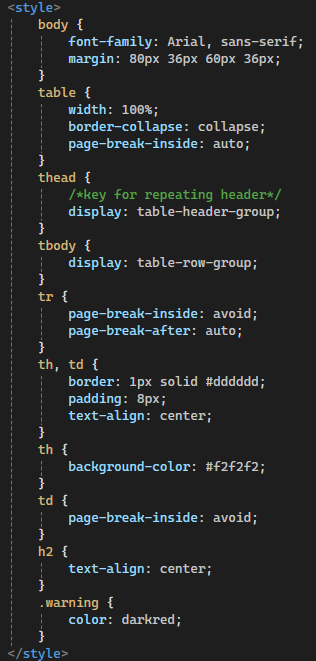 <style>
    body {
        font-family: Arial, sans-serif;
        margin: 80px 36px 60px 36px;
    }
    table {
        width: 100%;
        border-collapse: collapse;
        page-break-inside: auto;
    }
    thead {
        /*key for repeating header*/
        display: table-header-group;
    }
    tbody {
        display: table-row-group;
    }
    tr {
        page-break-inside: avoid;
        page-break-after: auto;
    }
    th, td {
        border: 1px solid #dddddd;
        padding: 8px;
        text-align: center;
    }
    th {
        background-color: #f2f2f2;
    }
    td {
        page-break-inside: avoid;
    }
    h2 {
        text-align: center;
    }
    .warning {
        color: darkred;
    }
</style>